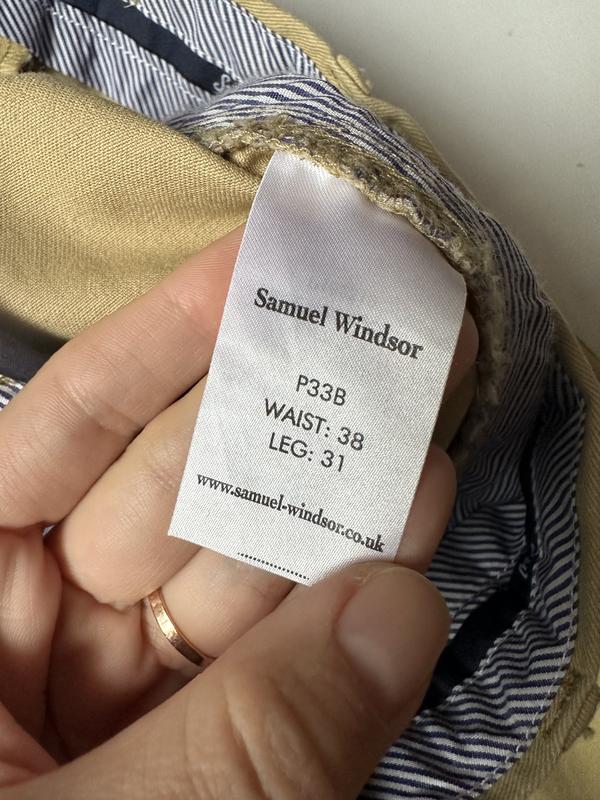 Samuel Windsor
P33B
WAIST: 38
LEG: 31
www.samuel-windsor.co.uk